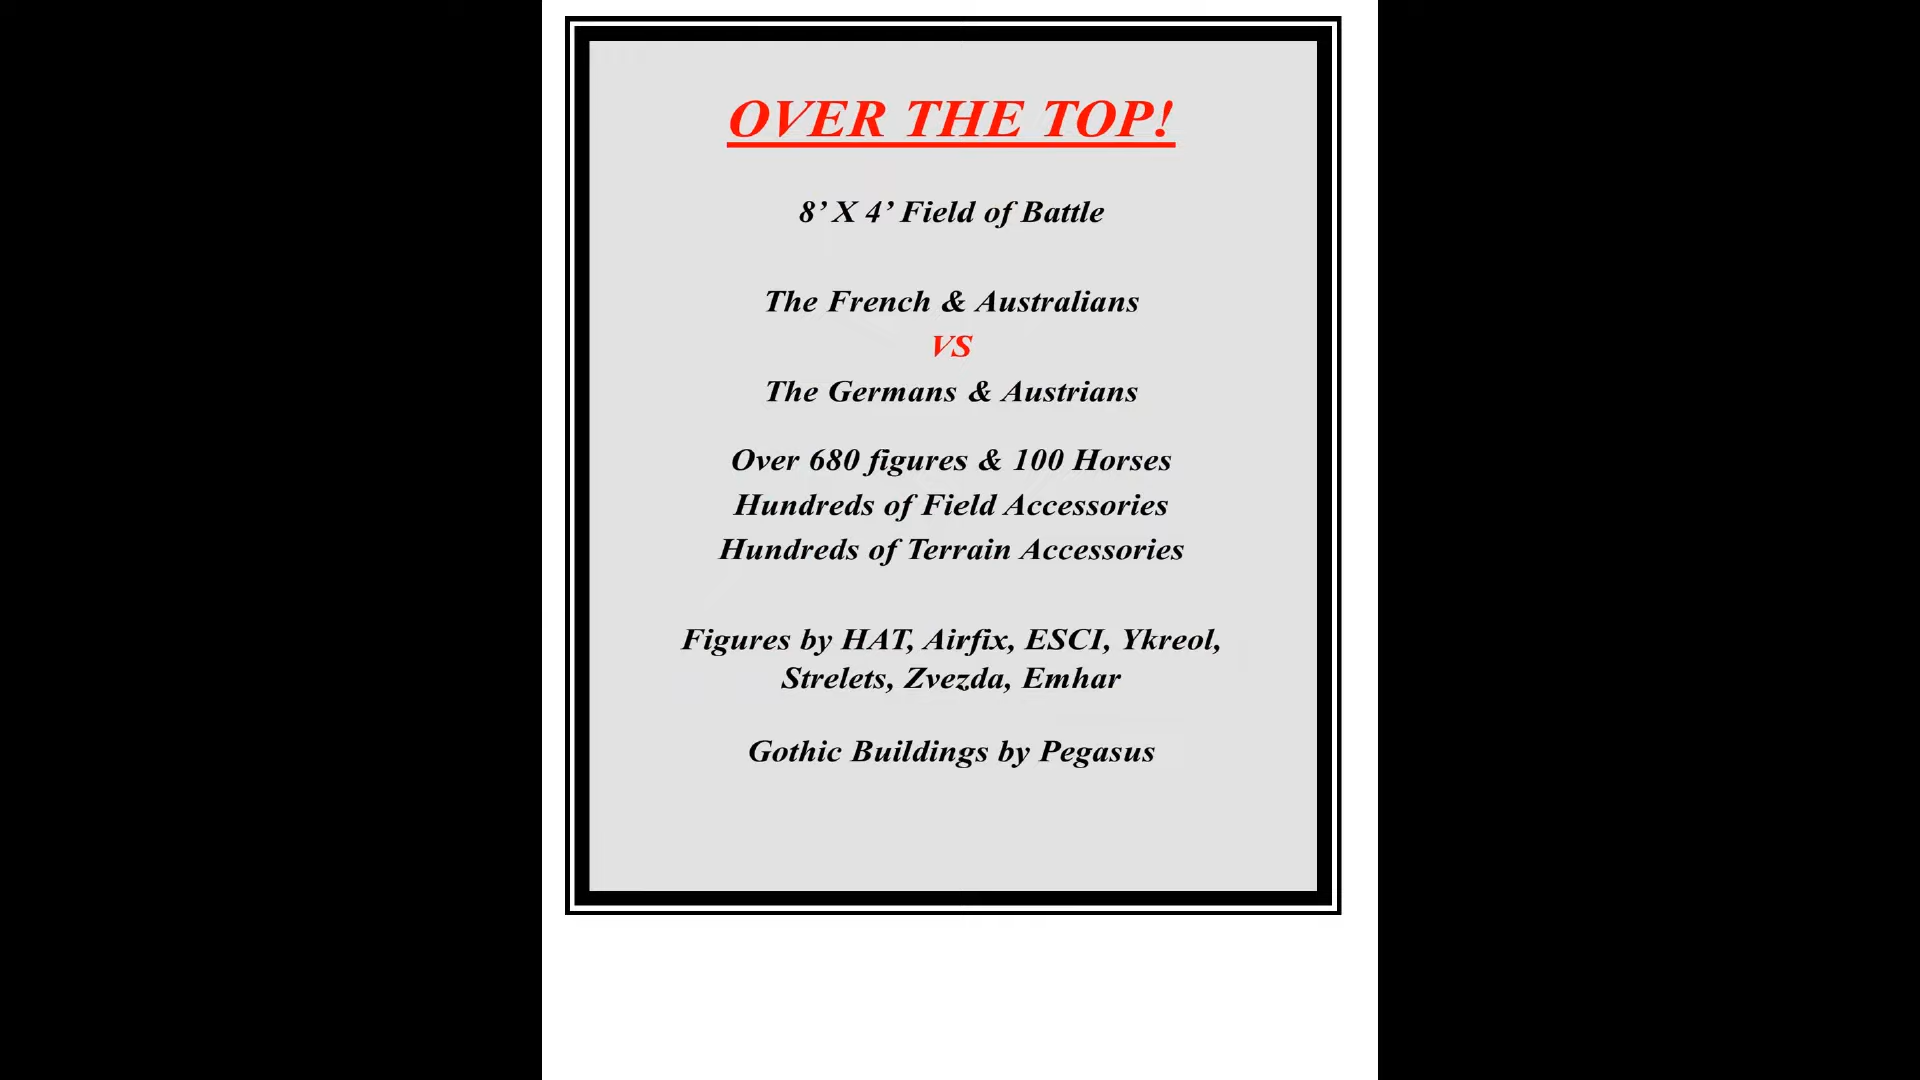 OVER THE TOP!
8’ X 4’ Field of Battle
The French & Australians
VS
The Germans & Austrians
Over 680 figures & 100 Horses
Hundreds of Field Accessories
Hundreds of Terrain Accessories
Figures by HAT, Airfix, ESCI, Ykreol,
Strelets, Zvezda, Emhar
Gothic Buildings by Pegasus